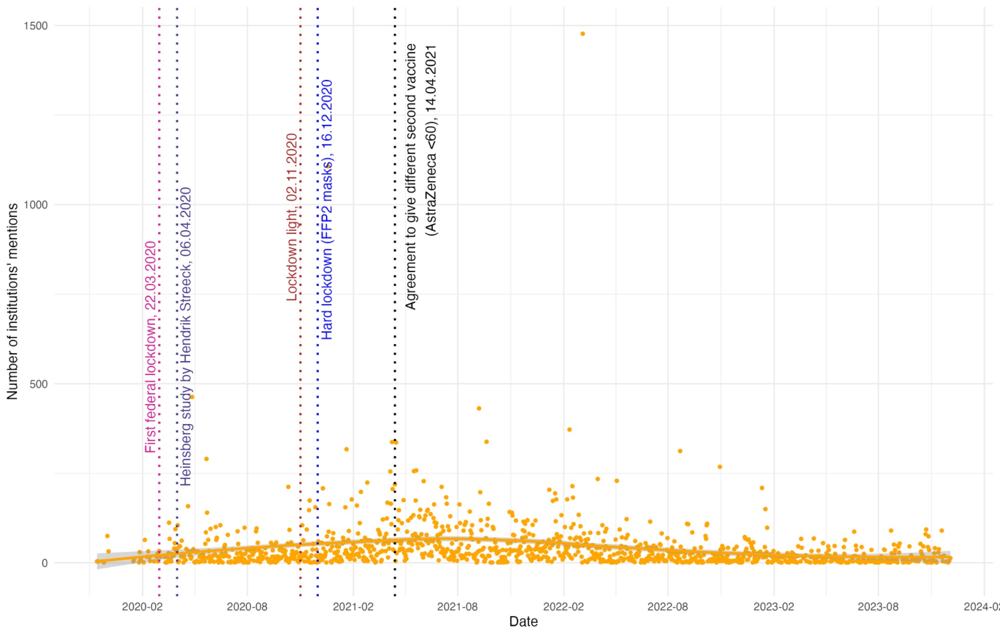 1500
1000
500
0
Number of institutions' mentions
First federal lockdown, 22.03.2020
Heinsberg study by Hendrik Streeck, 06.04.2020
Lockdown light, 02.11.2020
Hard lockdown (FFP2 masks), 16.12.2020
Agreement to give different second vaccine
(AstraZeneca <60), 14.04.2021
2020-02
2020-08
2021-02
2021-08
2022-02
2022-08
2023-02
2023-08
2024-02
Date